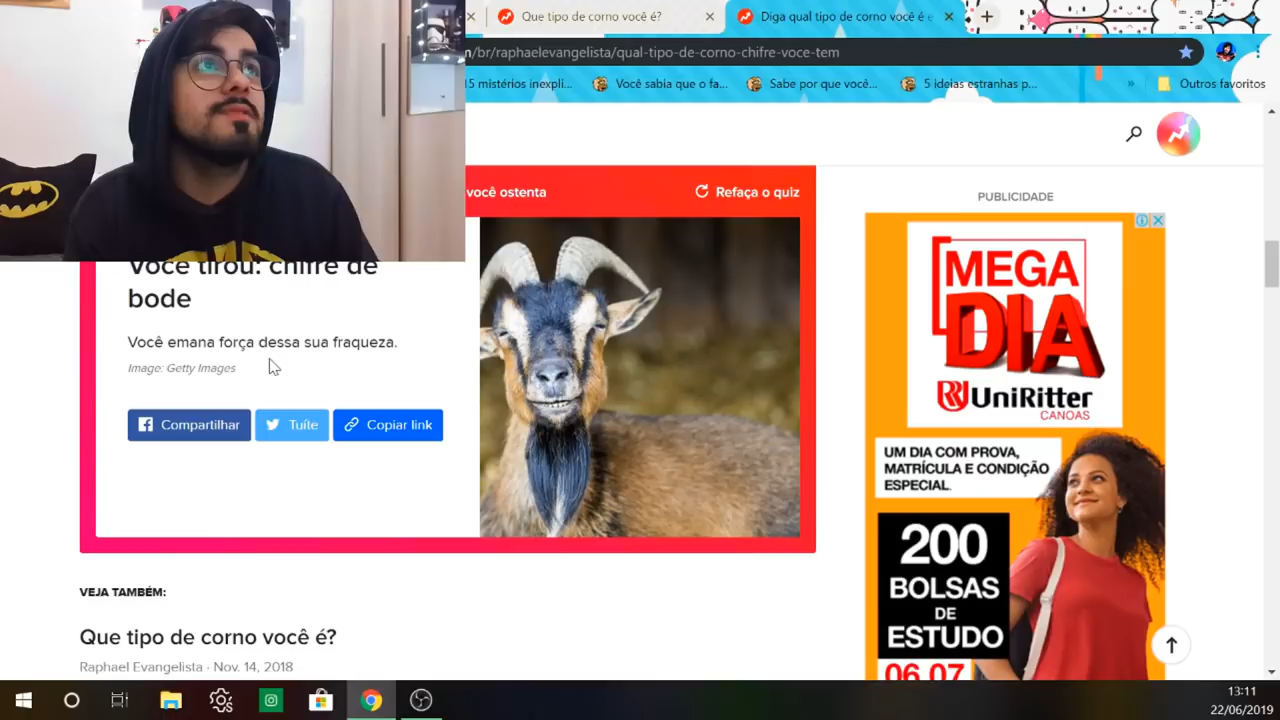 Que tipo de corno você é?
Diga qual tipo de corno você é e
/br/raphaelevangelista/qual-tipo-de-corno-chifre-voce-tem
15 mistérios inexpli...
Você sabia que o fa...
Sabe por que você...
5 ideias estranhas p...
»
Outros favoritos
você ostenta
Refaça o quiz
Você tirou: chifre de
bode
Você emana força dessa sua fraqueza.
Image: Getty Images
Compartilhar
Tuíte
Copiar link
VEJA TAMBÉM:
Que tipo de corno você é?
Raphael Evangelista · Nov. 14, 2018
PUBLICIDADE
MEGA
DIA
UniRitter
CANOAS
UM DIA COM PROVA,
MATRÍCULA E CONDIÇÃO
ESPECIAL.
200
BOLSAS
DE
ESTUDO
06.07
13:11
22/06/2019